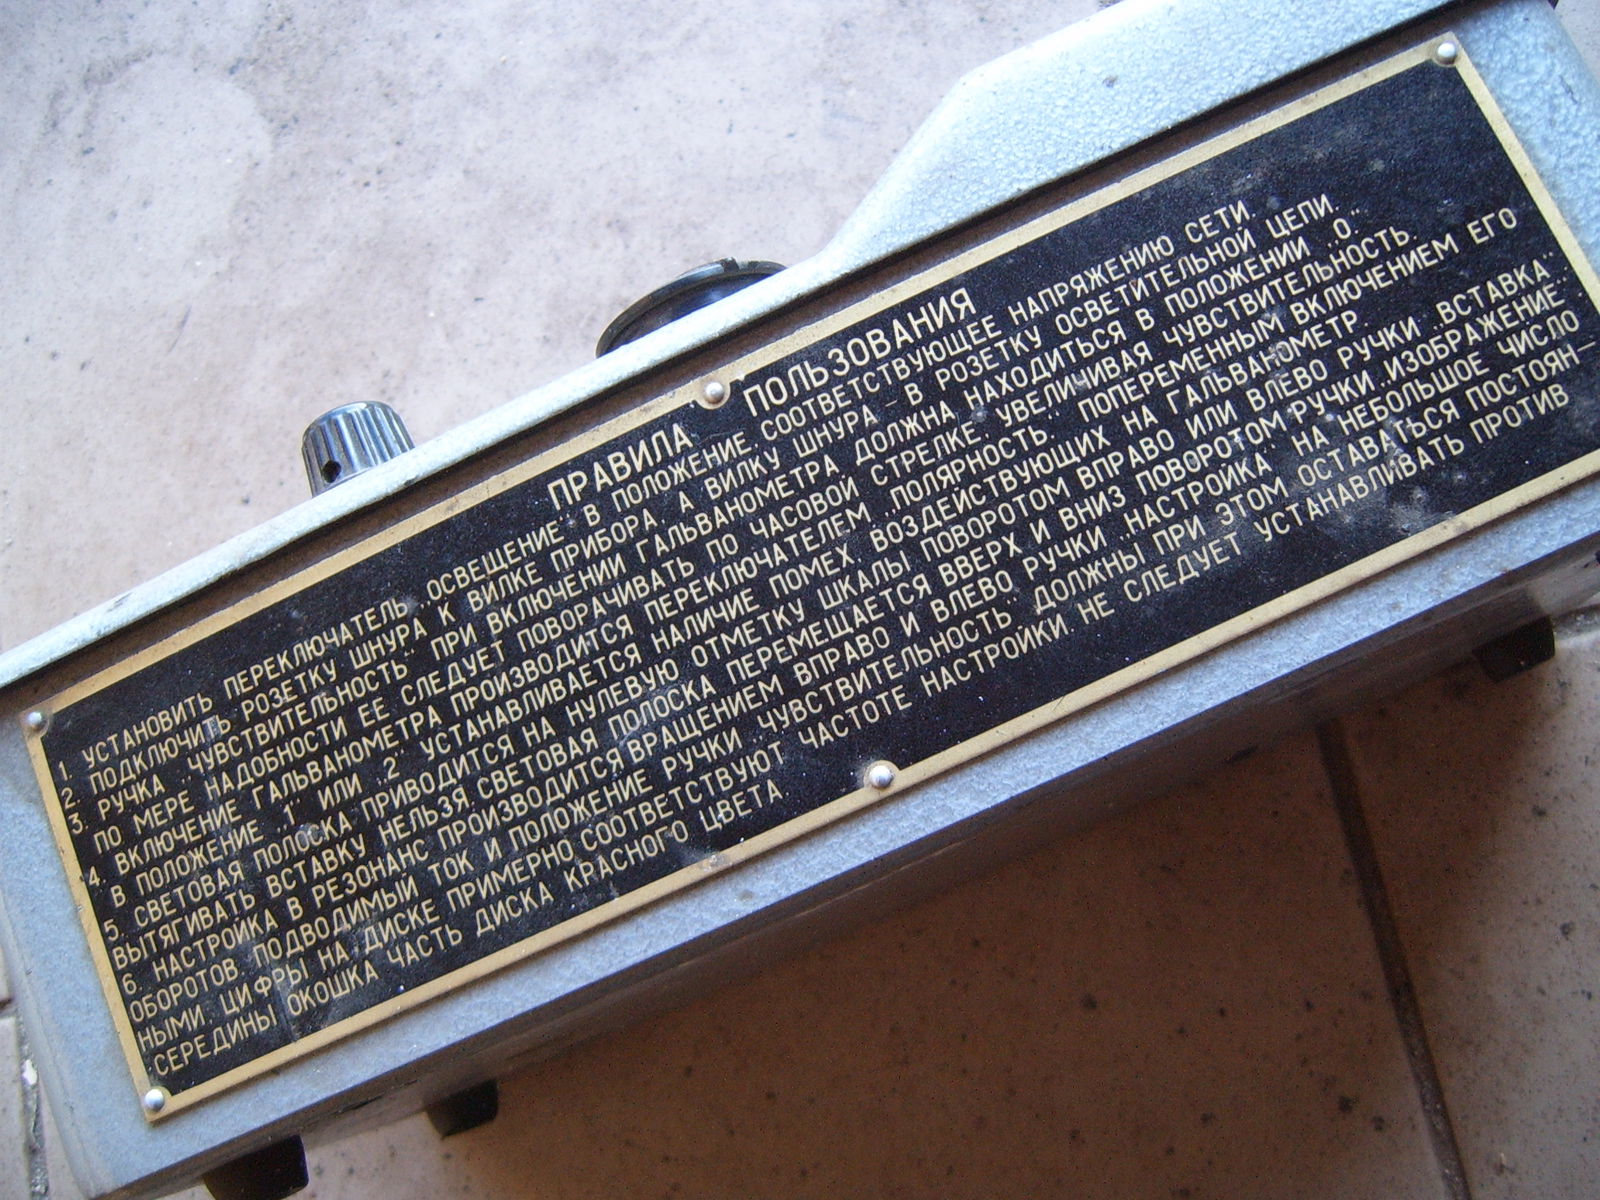 ПРАВИЛА ПОЛЬЗОВАНИЯ
1. УСТАНОВИТЬ ПЕРЕКЛЮЧАТЕЛЬ „ОСВЕЩЕНИЕ" В ПОЛОЖЕНИЕ, СООТВЕТСТВУЮЩЕЕ НАПРЯЖЕНИЮ СЕТИ.
2. ПОДКЛЮЧИТЬ РОЗЕТКУ ШНУРА К ВИЛКЕ ПРИБОРА, А ВИЛКУ ШНУРА – В РОЗЕТКУ ОСВЕТИТЕЛЬНОЙ ЦЕПИ.
3. РУЧКА „ЧУВСТВИТЕЛЬНОСТЬ" ПРИ ВКЛЮЧЕНИИ ГАЛЬВАНОМЕТРА ДОЛЖНА НАХОДИТЬСЯ В ПОЛОЖЕНИИ „0".
ПО МЕРЕ НАДОБНОСТИ ЕЕ СЛЕДУЕТ ПОВОРАЧИВАТЬ ПО ЧАСОВОЙ СТРЕЛКЕ, УВЕЛИЧИВАЯ ЧУВСТВИТЕЛЬНОСТЬ.
4. ВКЛЮЧЕНИЕ ГАЛЬВАНОМЕТРА ПРОИЗВОДИТСЯ ПЕРЕКЛЮЧАТЕЛЕМ „ПОЛЯРНОСТЬ". ПОПЕРЕМЕННЫМ ВКЛЮЧЕНИЕМ ЕГО
В ПОЛОЖЕНИЕ „1" ИЛИ „2" УСТАНАВЛИВАЕТСЯ НАЛИЧИЕ ПОМЕХ, ВОЗДЕЙСТВУЮЩИХ НА ГАЛЬВАНОМЕТР.
5. СВЕТОВАЯ ПОЛОСКА ПРИВОДИТСЯ НА НУЛЕВУЮ ОТМЕТКУ ШКАЛЫ ПОВОРОТОМ ВПРАВО ИЛИ ВЛЕВО РУЧКИ „ВСТАВКА".
ВЫТЯГИВАТЬ ВСТАВКУ НЕЛЬЗЯ. СВЕТОВАЯ ПОЛОСКА ПЕРЕМЕЩАЕТСЯ ВВЕРХ И ВНИЗ ПОВОРОТОМ РУЧКИ „ИЗОБРАЖЕНИЕ".
6. НАСТРОЙКА В РЕЗОНАНС ПРОИЗВОДИТСЯ ВРАЩЕНИЕМ ВПРАВО И ВЛЕВО РУЧКИ „НАСТРОЙКА" НА НЕБОЛЬШОЕ ЧИСЛО
ОБОРОТОВ. ПОДВОДИМЫЙ ТОК И ПОЛОЖЕНИЕ РУЧКИ „ЧУВСТВИТЕЛЬНОСТЬ" ДОЛЖНЫ ПРИ ЭТОМ ОСТАВАТЬСЯ ПОСТОЯН–
НЫМИ. ЦИФРЫ НА ДИСКЕ ПРИМЕРНО СООТВЕТСТВУЮТ ЧАСТОТЕ НАСТРОЙКИ. НЕ СЛЕДУЕТ УСТАНАВЛИВАТЬ ПРОТИВ
СЕРЕДИНЫ ОКОШКА ЧАСТЬ ДИСКА КРАСНОГО ЦВЕТА.